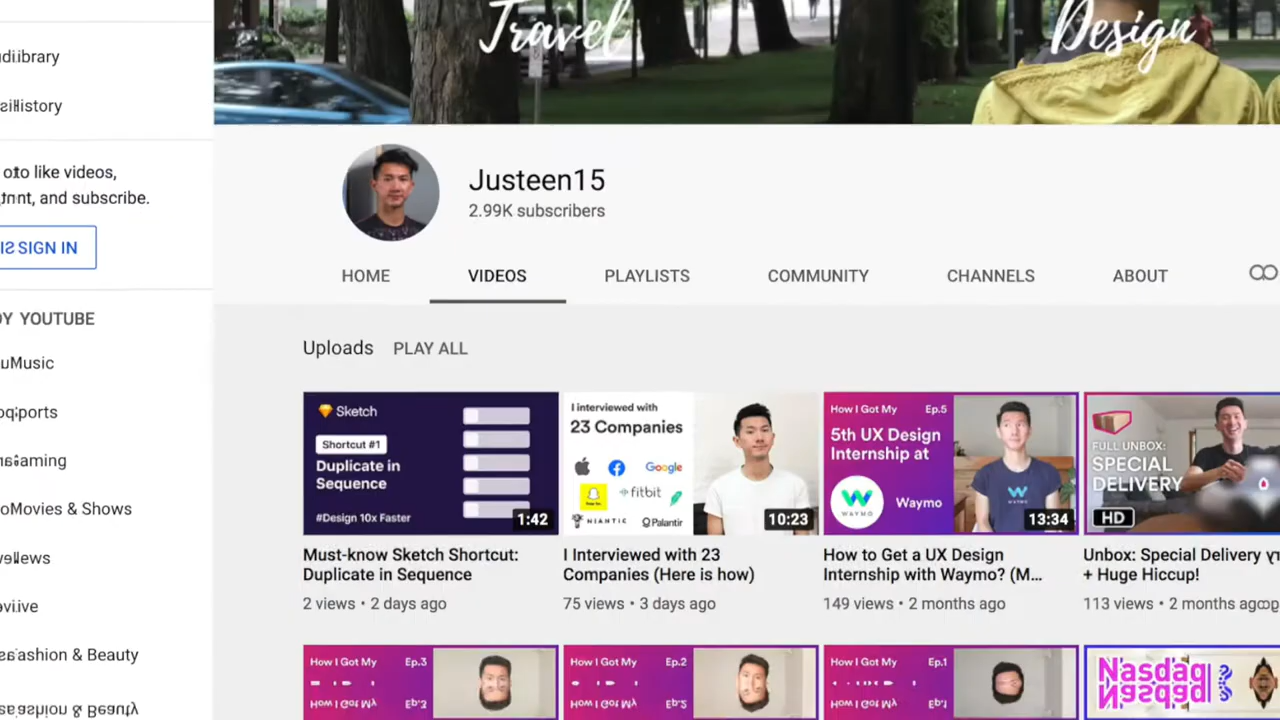 Travel
Design
History
to like videos,
and subscribe.
SIGN IN
YOUTUBE
Music
Movies & Shows
Fashion & Beauty
Justeen15
2.99K subscribers
HOME
VIDEOS
PLAYLISTS
COMMUNITY
CHANNELS
ABOUT
Uploads
PLAY ALL
Sketch
Shortcut #1
Duplicate in
Sequence
#Design 10x Faster
1:42
I interviewed with
23 Companies
Google
fitbit
NIANTIC
Palantir
10:23
How I Got My
Ep.5
5th UX Design
Internship at
WAYMO
Waymo
13:34
FULL UNBOX:
SPECIAL
DELIVERY
HD
Must-know Sketch Shortcut:
Duplicate in Sequence
2 views • 2 days ago
I Interviewed with 23
Companies (Here is how)
75 views • 3 days ago
How to Get a UX Design
Internship with Waymo? (M...
149 views • 2 months ago
Unbox: Special Delivery
+ Huge Hiccup!
113 views • 2 months ago
How I Got My
Ep.3
How I Got My
Ep.2
How I Got My
Ep.1
Nasdaq